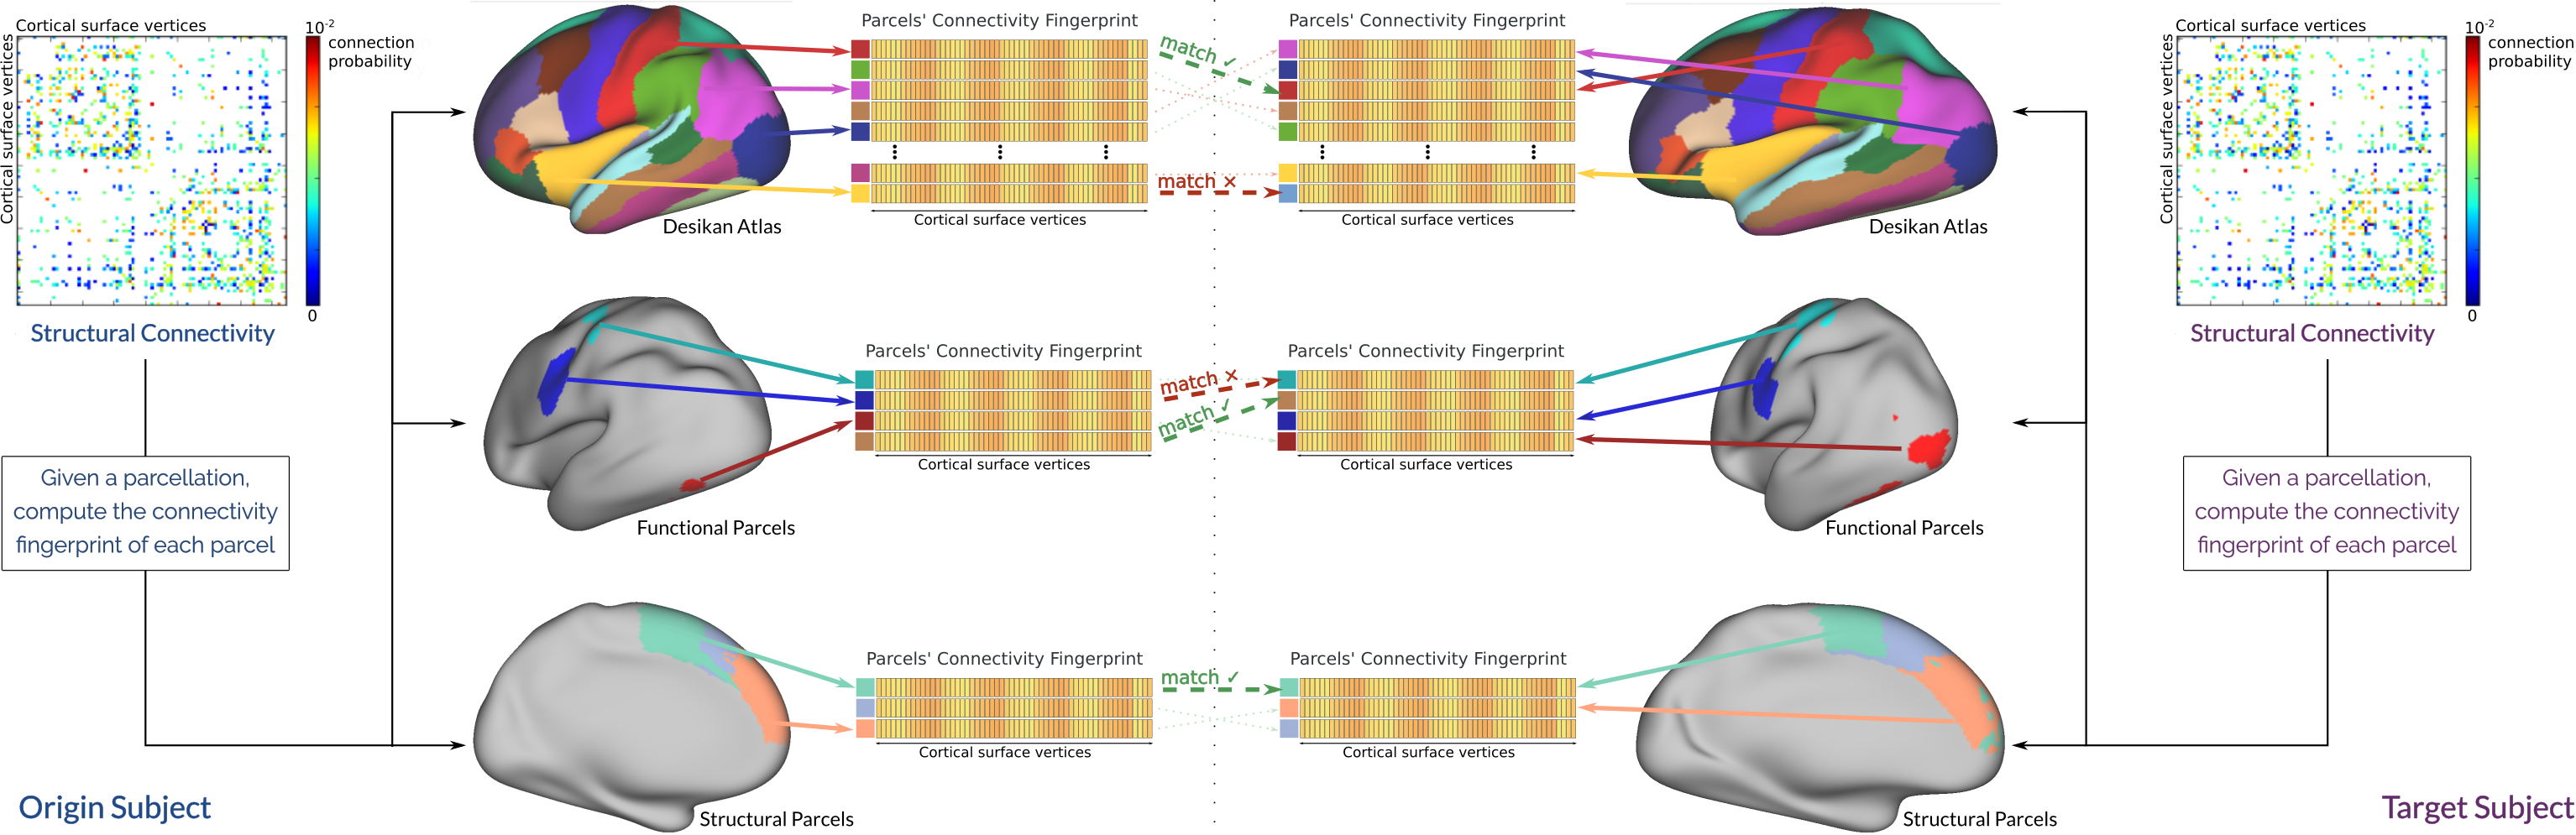 Cortical surface vertices
Cortical surface vertices
10-2
connection
probability
0
Structural Connectivity
Given a parcellation,
compute the connectivity
fingerprint of each parcel
Origin Subject
Parcels' Connectivity Fingerprint
Cortical surface vertices
Desikan Atlas
match ✓
match ×
Parcels' Connectivity Fingerprint
Cortical surface vertices
Desikan Atlas
Parcels' Connectivity Fingerprint
Cortical surface vertices
Functional Parcels
match ×
match ✓
Parcels' Connectivity Fingerprint
Cortical surface vertices
Functional Parcels
Parcels' Connectivity Fingerprint
Cortical surface vertices
Structural Parcels
match ✓
Parcels' Connectivity Fingerprint
Cortical surface vertices
Structural Parcels
Cortical surface vertices
Cortical surface vertices
10-2
connection
probability
0
Structural Connectivity
Given a parcellation,
compute the connectivity
fingerprint of each parcel
Target Subject